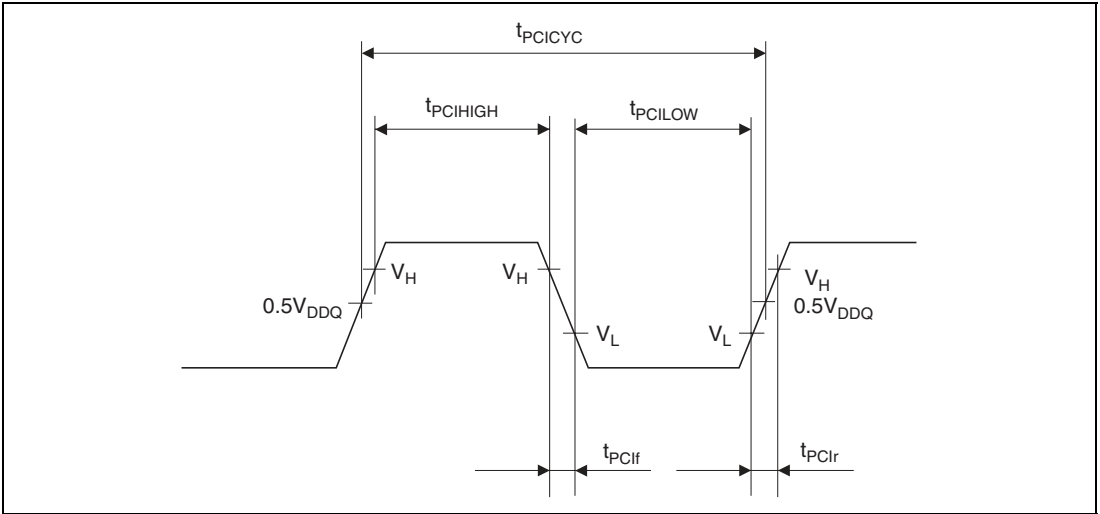 tPCICYC
tPCIHIGH
tPCILOW
VH
VH
VH
0.5VDDQ
0.5VDDQ
VL
VL
tPCIf
tPCIr